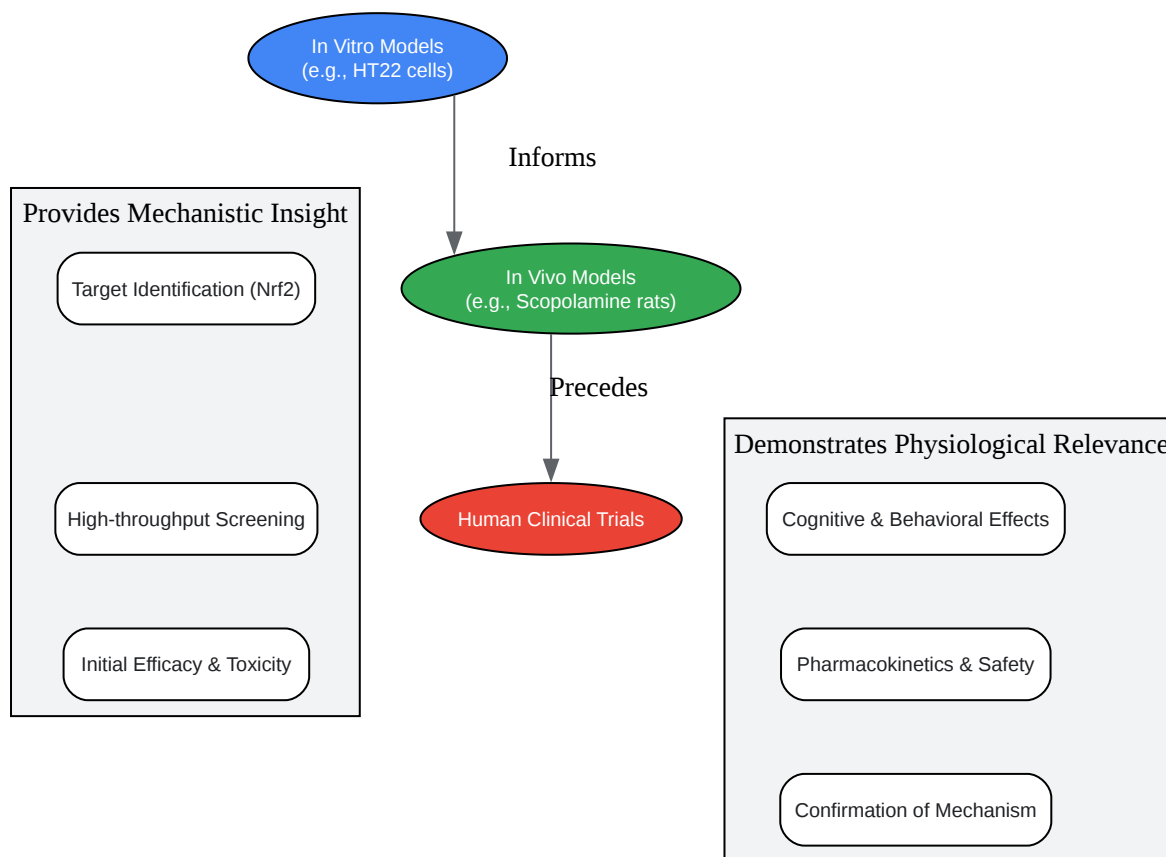 In Vitro Models
(e.g., HT22 cells)
Informs
Provides Mechanistic Insight
Target Identification (Nrf2)
High-throughput Screening
Initial Efficacy & Toxicity
In Vivo Models
(e.g., Scopolamine rats)
Precedes
Human Clinical Trials
Demonstrates Physiological Relevance
Cognitive & Behavioral Effects
Pharmacokinetics & Safety
Confirmation of Mechanism